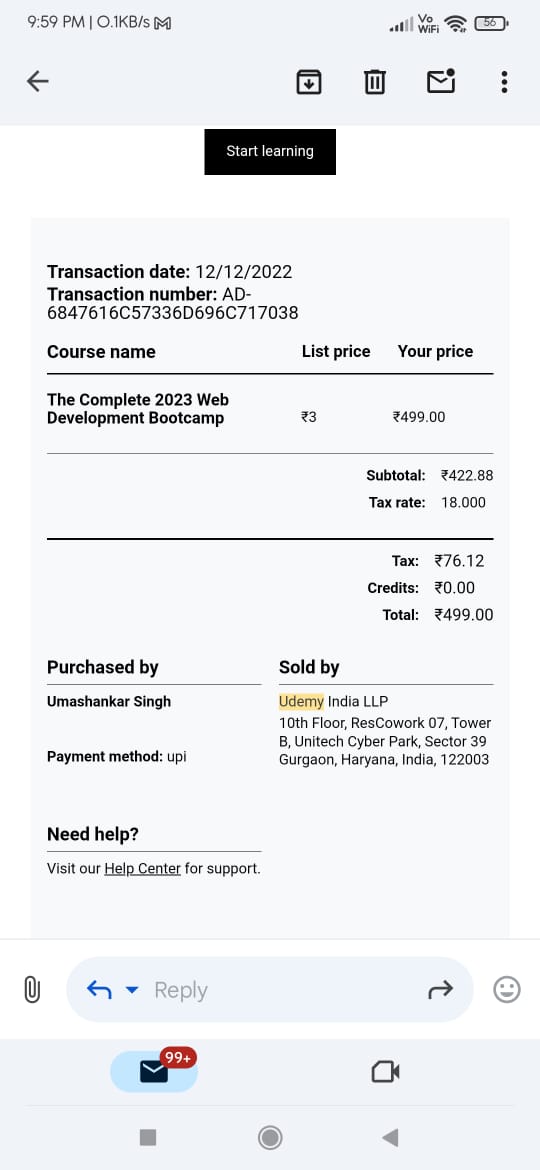 9:59 PM | 0.1KB/s
Vo
WiFi
56
Start learning
Transaction date: 12/12/2022
Transaction number: AD-
6847616C57336D696C717038
Course name List price Your price
The Complete 2023 Web
Development Bootcamp ₹3 ₹499.00
Subtotal: ₹422.88
Tax rate: 18.000
Tax: ₹76.12
Credits: ₹0.00
Total: ₹499.00
Purchased by
Umashankar Singh
Payment method: upi
Sold by
Udemy India LLP
10th Floor, ResCowork 07, Tower
B, Unitech Cyber Park, Sector 39
Gurgaon, Haryana, India, 122003
Need help?
Visit our Help Center for support.
Reply
99+